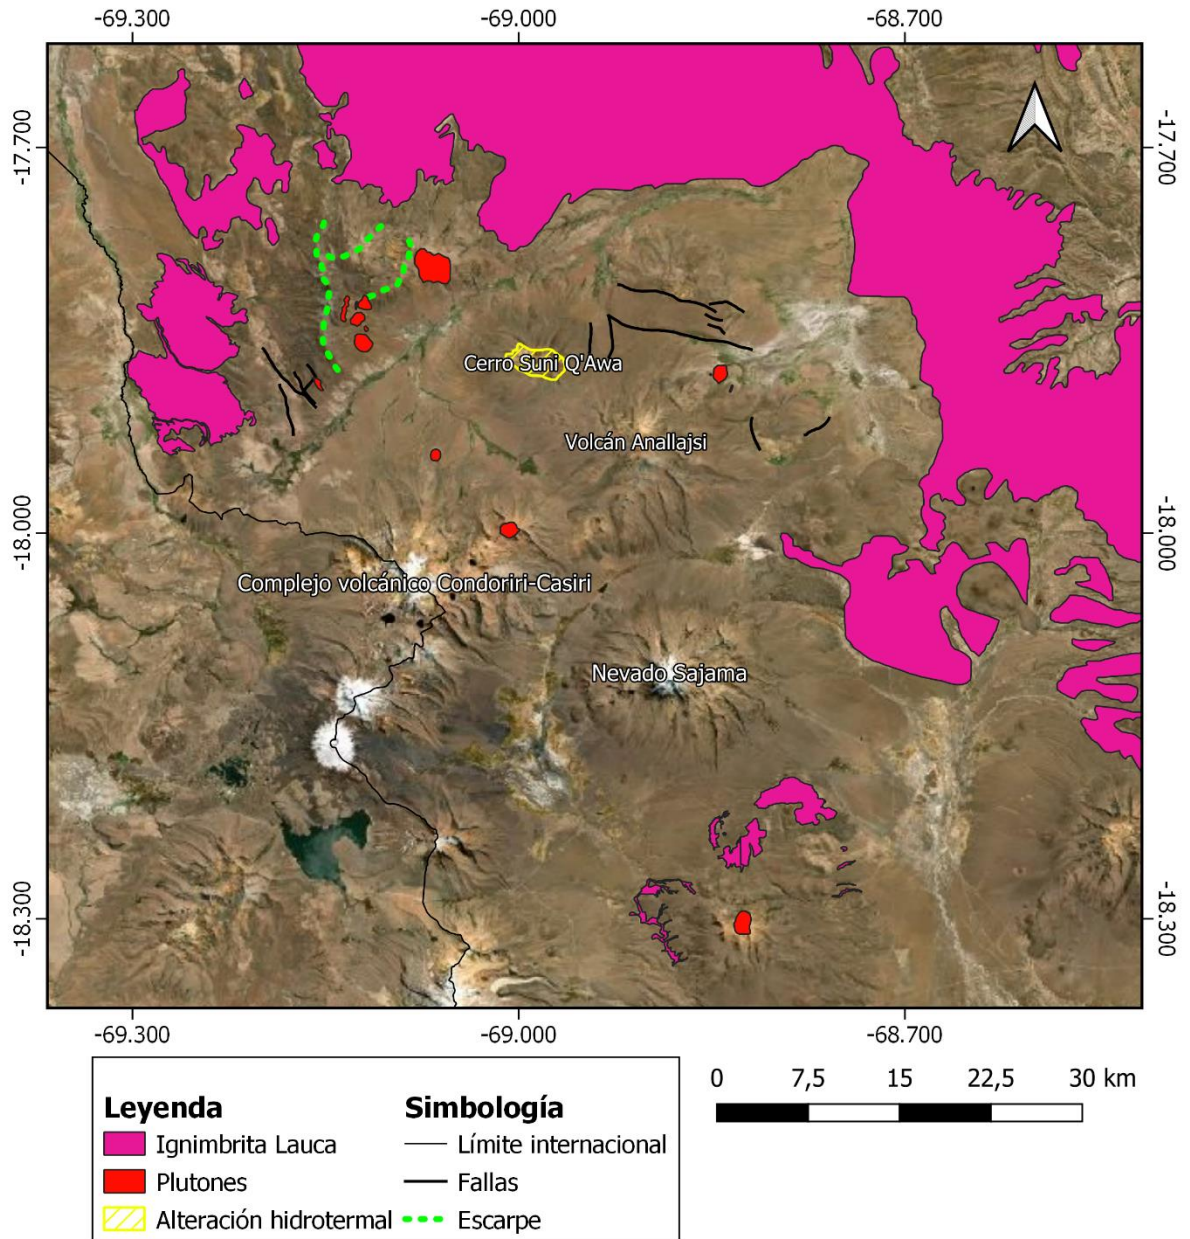 -69.300 -69.000 -68.700
-17.700 -17.700
Cerro Suni Q'Awa
Volcán Anallajsi
-18.000 -18.000
Complejo volcánico Condoriri-Casiri
Nevado Sajama
-18.300 -18.300
-69.300 -69.000 -68.700
0 7,5 15 22,5 30 km
Leyenda
Ignimbrita Lauca
Plutones
Alteración hidrotermal
Simbología
Límite internacional
Fallas
Escarpe